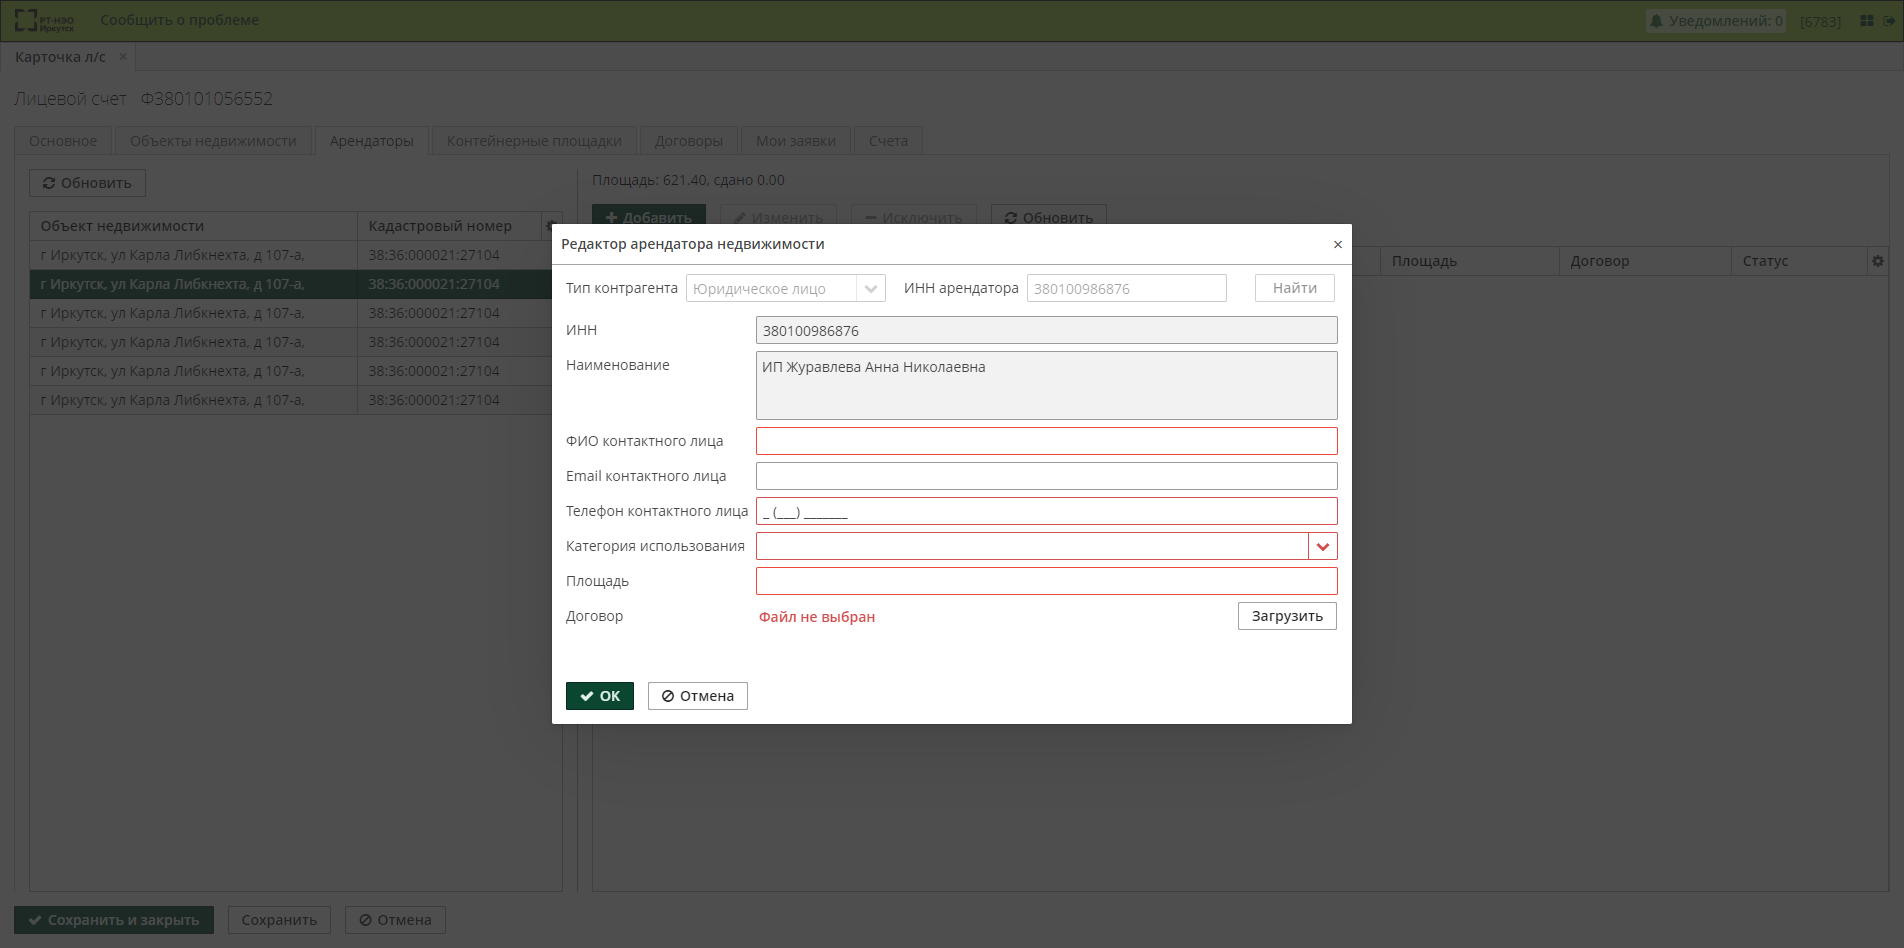 РТ-НЭО
Иркутск
Сообщить о проблеме
Уведомлений: 0
[6783]
Карточка л/с ×
Лицевой счет Ф380101056552
Основное
Объекты недвижимости
Арендаторы
Контейнерные площадки
Договоры
Мои заявки
Счета
Обновить
Площадь: 621.40, сдано 0.00
Добавить
Изменить
Исключить
Обновить
Объект недвижимости Кадастровый номер
г Иркутск, ул Карла Либкнехта, д 107-а, 38:36:000021:27104
г Иркутск, ул Карла Либкнехта, д 107-а, 38:36:000021:27104
г Иркутск, ул Карла Либкнехта, д 107-а, 38:36:000021:27104
г Иркутск, ул Карла Либкнехта, д 107-а, 38:36:000021:27104
г Иркутск, ул Карла Либкнехта, д 107-а, 38:36:000021:27104
г Иркутск, ул Карла Либкнехта, д 107-а, 38:36:000021:27104
Площадь Договор Статус
Редактор арендатора недвижимости ×
Тип контрагента Юридическое лицо ИНН арендатора 380100986876 Найти
ИНН 380100986876
Наименование ИП Журавлева Анна Николаевна
ФИО контактного лица
Email контактного лица
Телефон контактного лица _ (___) _______
Категория использования
Площадь
Договор Файл не выбран Загрузить
ОК Отмена
Сохранить и закрыть Сохранить Отмена